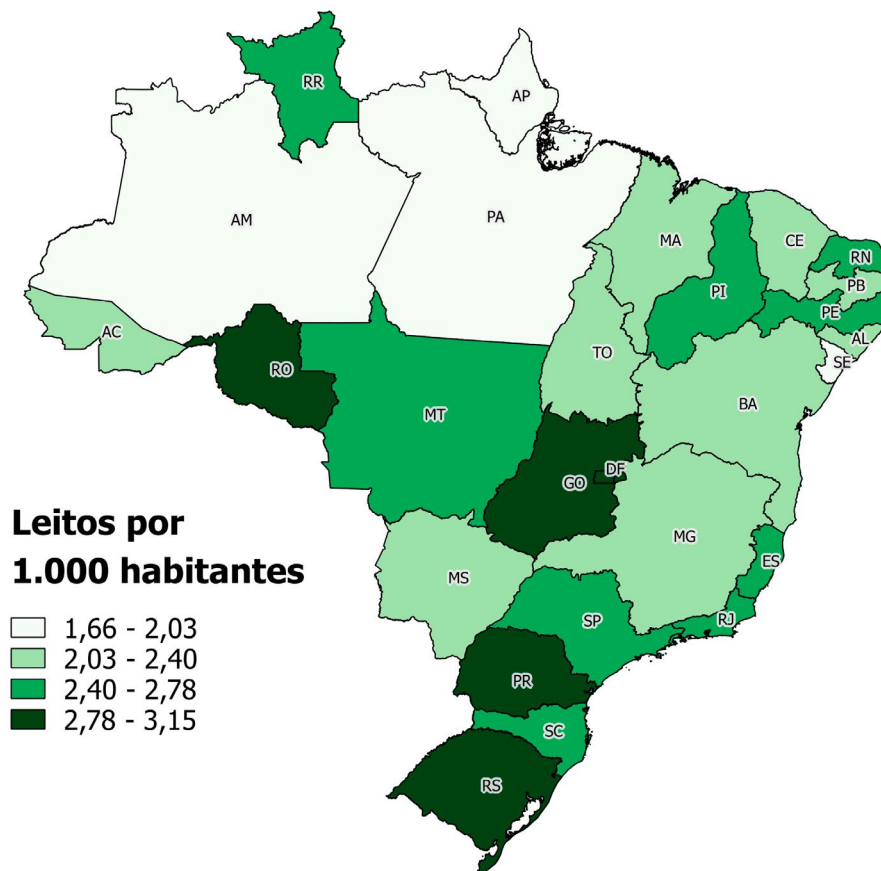 RR
AP
AM
PA
MA
CE
RN
PB
PI
PE
AC
AL
TO
SE
RO
BA
MT
DF
GO
MG
ES
MS
SP
RJ
PR
SC
RS
Leitos por
1.000 habitantes
1,66 - 2,03
2,03 - 2,40
2,40 - 2,78
2,78 - 3,15